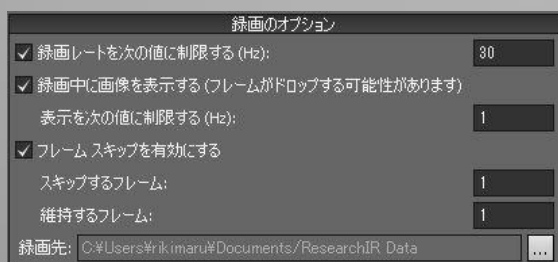 録画のオプション
録画レートを次の値に制限する (Hz): 30
録画中に画像を表示する (フレームがドロップする可能性があります)
表示を次の値に制限する (Hz): 1
フレーム スキップを有効にする
スキップするフレーム: 1
維持するフレーム: 1
録画先: C:¥Users¥rikimaru¥Documents/ResearchIR Data ...